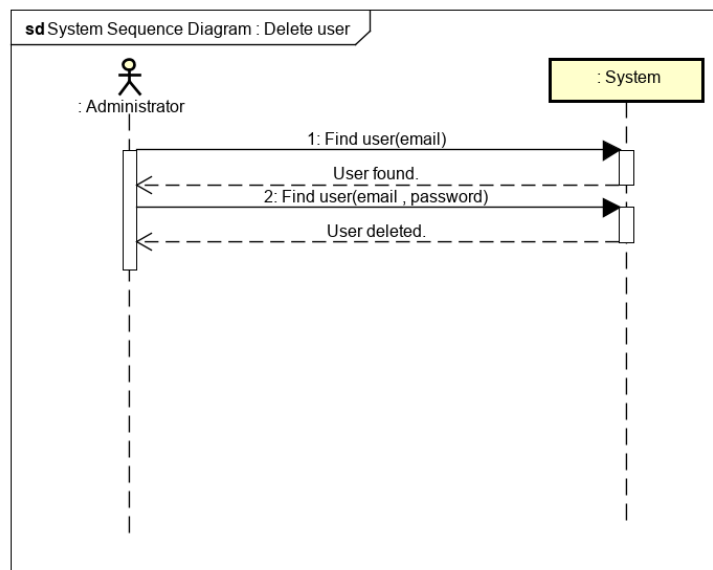 sd System Sequence Diagram : Delete user
: Administrator
: System
1: Find user(email)
User found.
2: Find user(email , password)
User deleted.